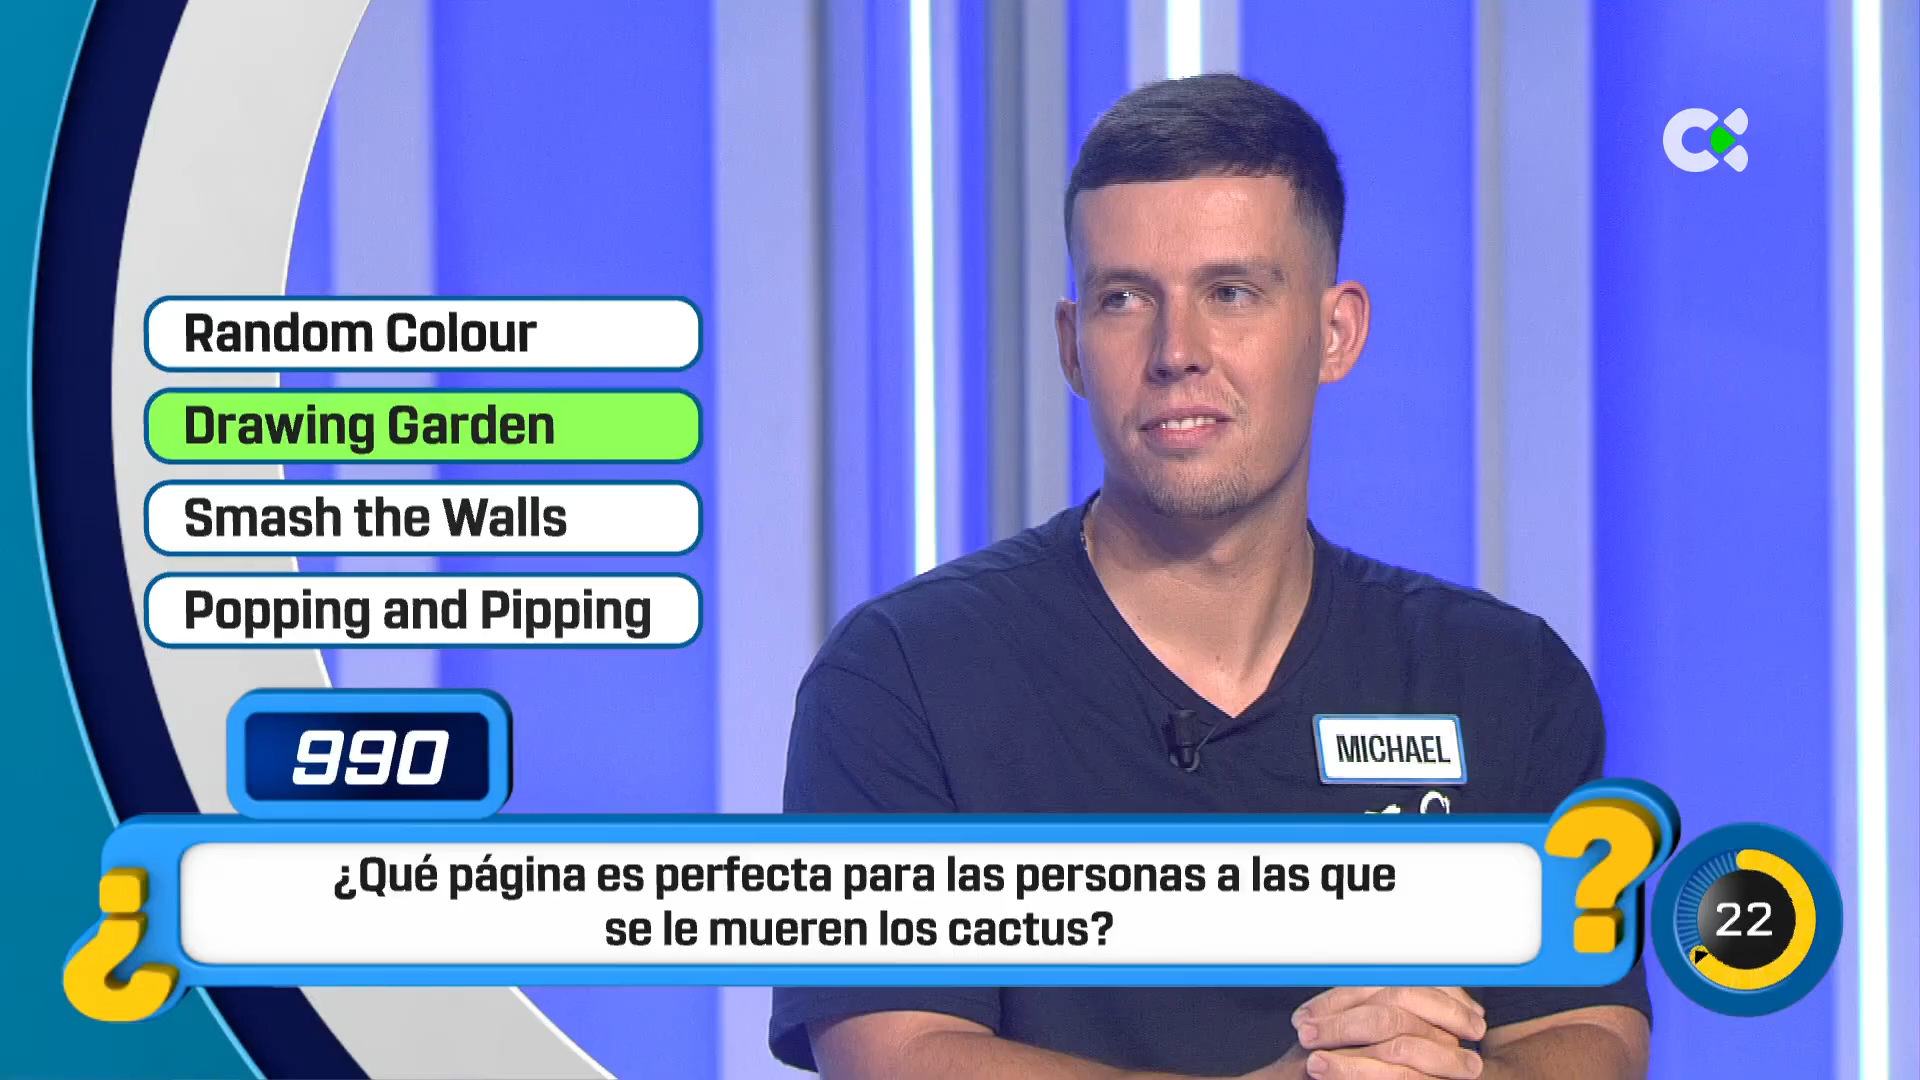 Random Colour
Drawing Garden
Smash the Walls
Popping and Pipping
990
MICHAEL
¿Qué página es perfecta para las personas a las que
se le mueren los cactus?
22